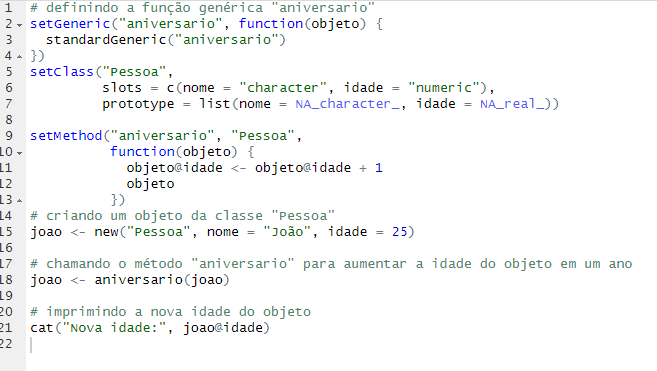 1 # definindo a função genérica "aniversario"
2 setGeneric("aniversario", function(objeto) {
3   standardGeneric("aniversario")
4 })
5 setClass("Pessoa",
6          slots = c(nome = "character", idade = "numeric"),
7          prototype = list(nome = NA_character_, idade = NA_real_))
8
9 setMethod("aniversario", "Pessoa",
10           function(objeto) {
11             objeto@idade <- objeto@idade + 1
12             objeto
13           })
14 # criando um objeto da classe "Pessoa"
15 joao <- new("Pessoa", nome = "João", idade = 25)
16
17 # chamando o método "aniversario" para aumentar a idade do objeto em um ano
18 joao <- aniversario(joao)
19
20 # imprimindo a nova idade do objeto
21 cat("Nova idade:", joao@idade)
22